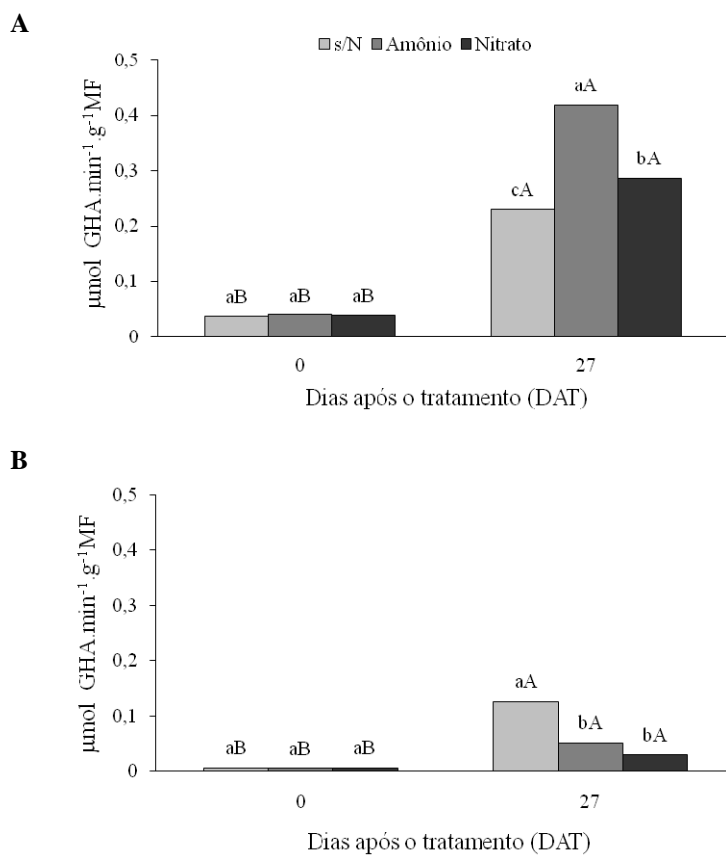 A
s/N Amônio Nitrato
µmol GHA.min⁻¹.g⁻¹MF
0,5
0,4
0,3
0,2
0,1
0
aB aB aB
cA aA bA
0 27
Dias após o tratamento (DAT)
B
µmol GHA.min⁻¹.g⁻¹MF
0,5
0,4
0,3
0,2
0,1
0
aB aB aB
aA bA bA
0 27
Dias após o tratamento (DAT)